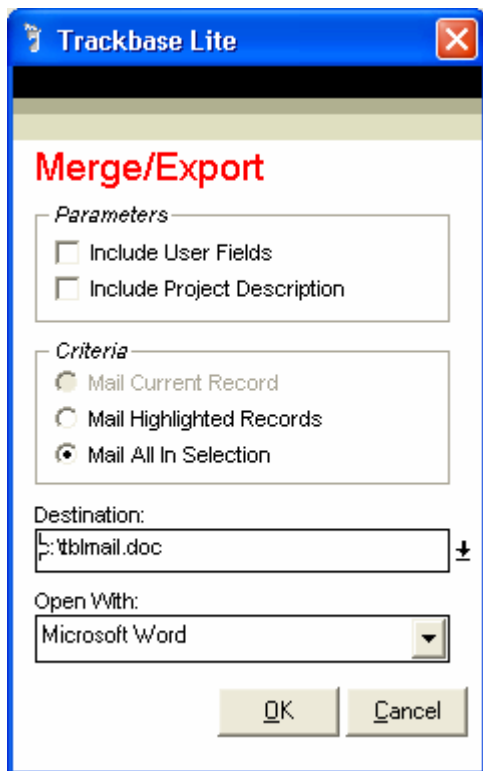 Trackbase Lite
Merge/Export
Parameters
Include User Fields
Include Project Description
Criteria
Mail Current Record
Mail Highlighted Records
Mail All In Selection
Destination:
c:\tblmail.doc
Open With:
Microsoft Word
OK Cancel